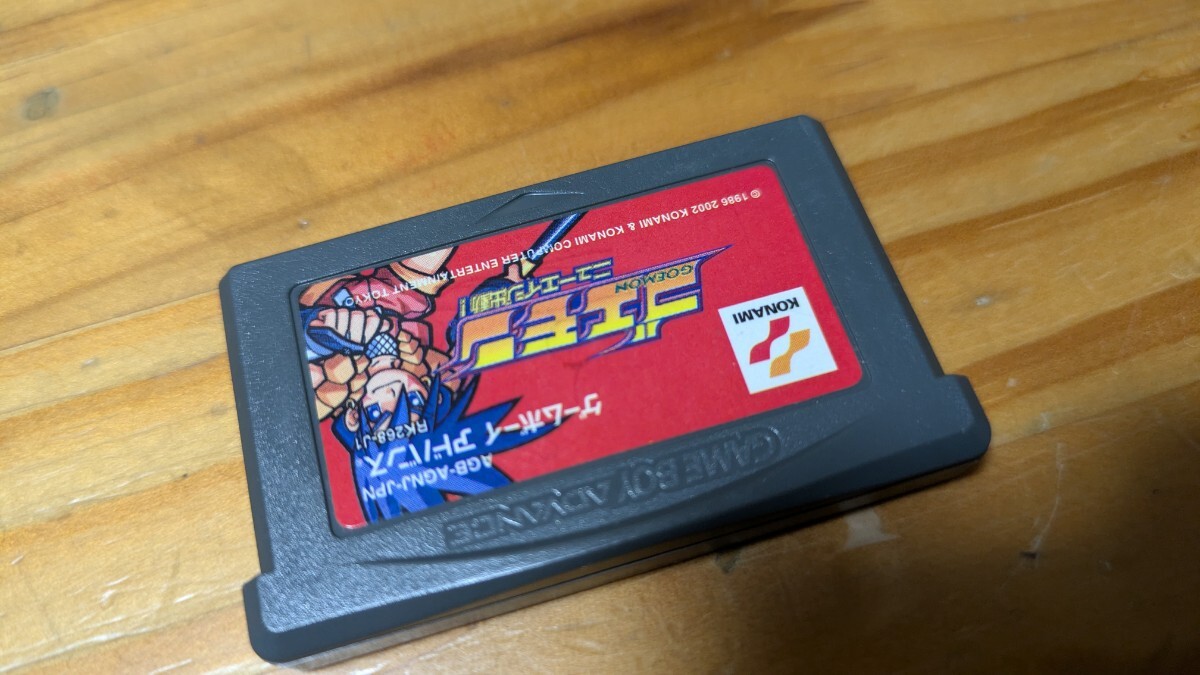 GAME BOY ADVANCE
ゲームボーイ アドバンス
AGB-AGNJ-JPN
RK268-J1
KONAMI
ゴエモン
GOEMON
ニューエイジ出動!
© 1986 2002 KONAMI & KONAMI COMPUTER ENTERTAINMENT TOKYO